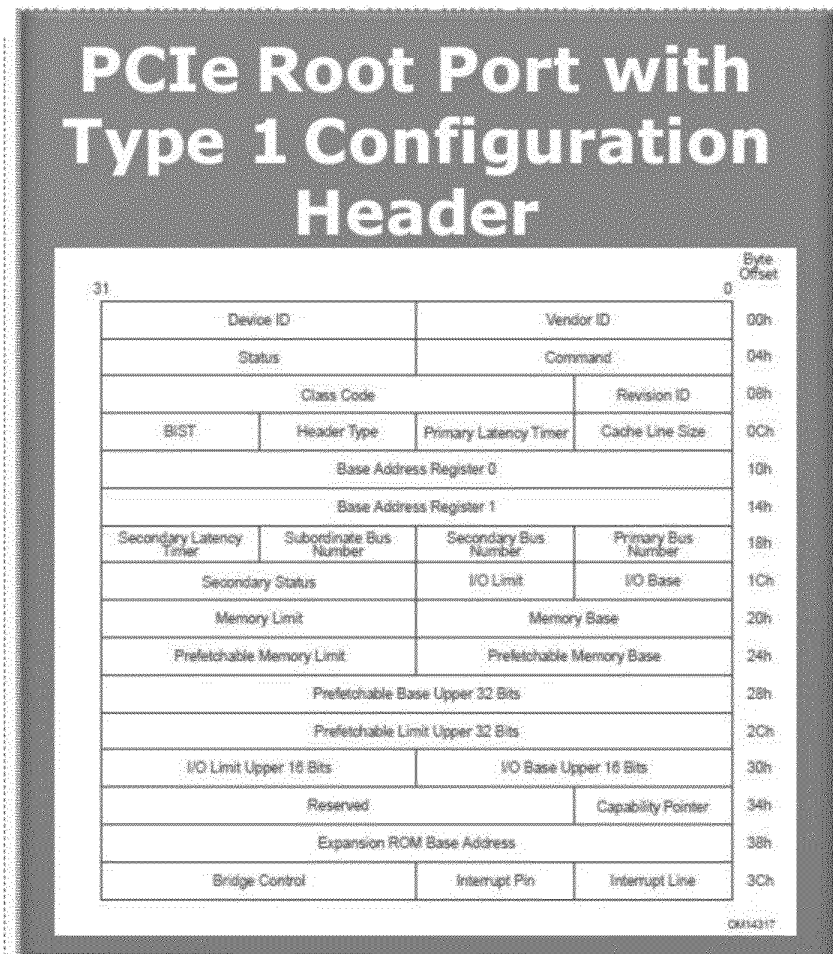 PCIe Root Port with
Type 1 Configuration
Header
Byte
Offset
31 0
Device ID Vendor ID 00h
Status Command 04h
Class Code Revision ID 08h
BIST Header Type Primary Latency Timer Cache Line Size 0Ch
Base Address Register 0 10h
Base Address Register 1 14h
Secondary Latency Timer Subordinate Bus Number Secondary Bus Number Primary Bus Number 18h
Secondary Status I/O Limit I/O Base 1Ch
Memory Limit Memory Base 20h
Prefetchable Memory Limit Prefetchable Memory Base 24h
Prefetchable Base Upper 32 Bits 28h
Prefetchable Limit Upper 32 Bits 2Ch
I/O Limit Upper 16 Bits I/O Base Upper 16 Bits 30h
Reserved Capability Pointer 34h
Expansion ROM Base Address 38h
Bridge Control Interrupt Pin Interrupt Line 3Ch
OM14317